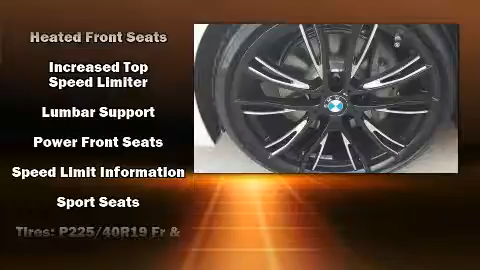 Heated Front Seats
Increased Top
Speed Limiter
Lumbar Support
Power Front Seats
Speed Limit Information
Sport Seats
Tires: P225/40R19 Fr &